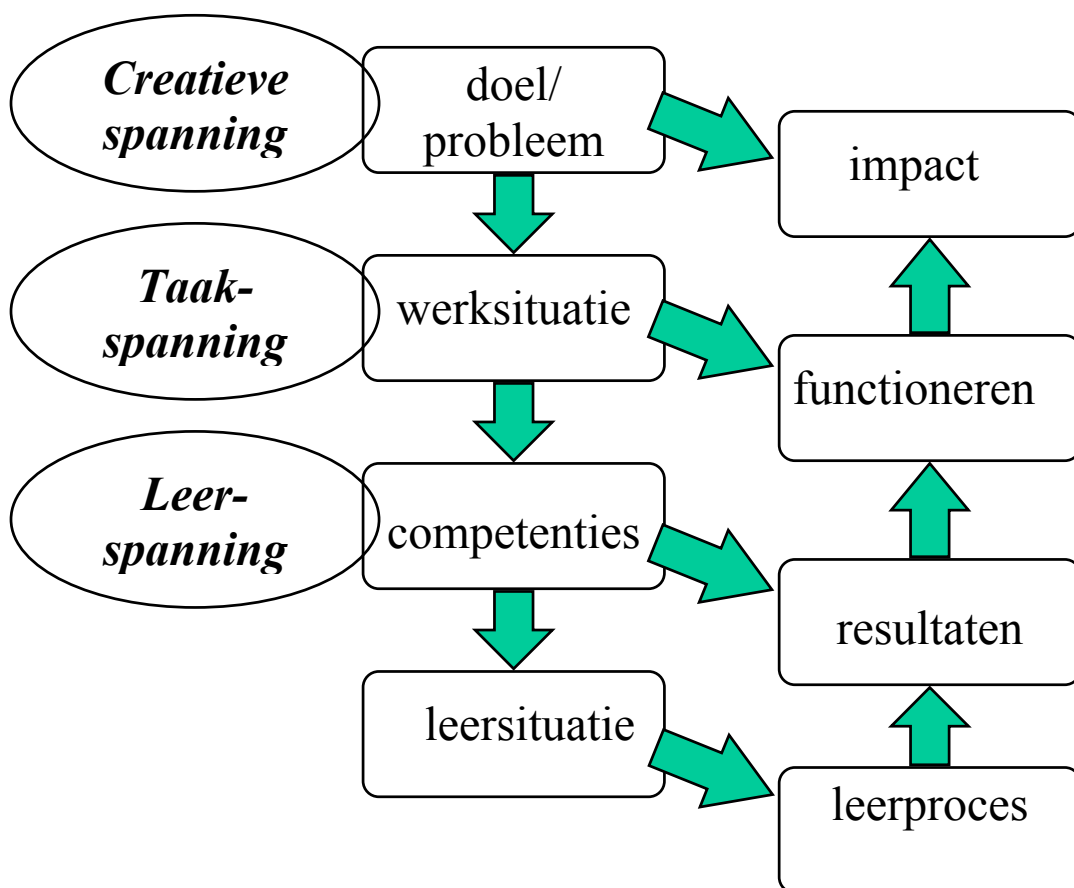 Creatieve
spanning
doel/
probleem
impact
Taak-
spanning
werksituatie
functioneren
Leer-
spanning
competenties
resultaten
leersituatie
leerproces